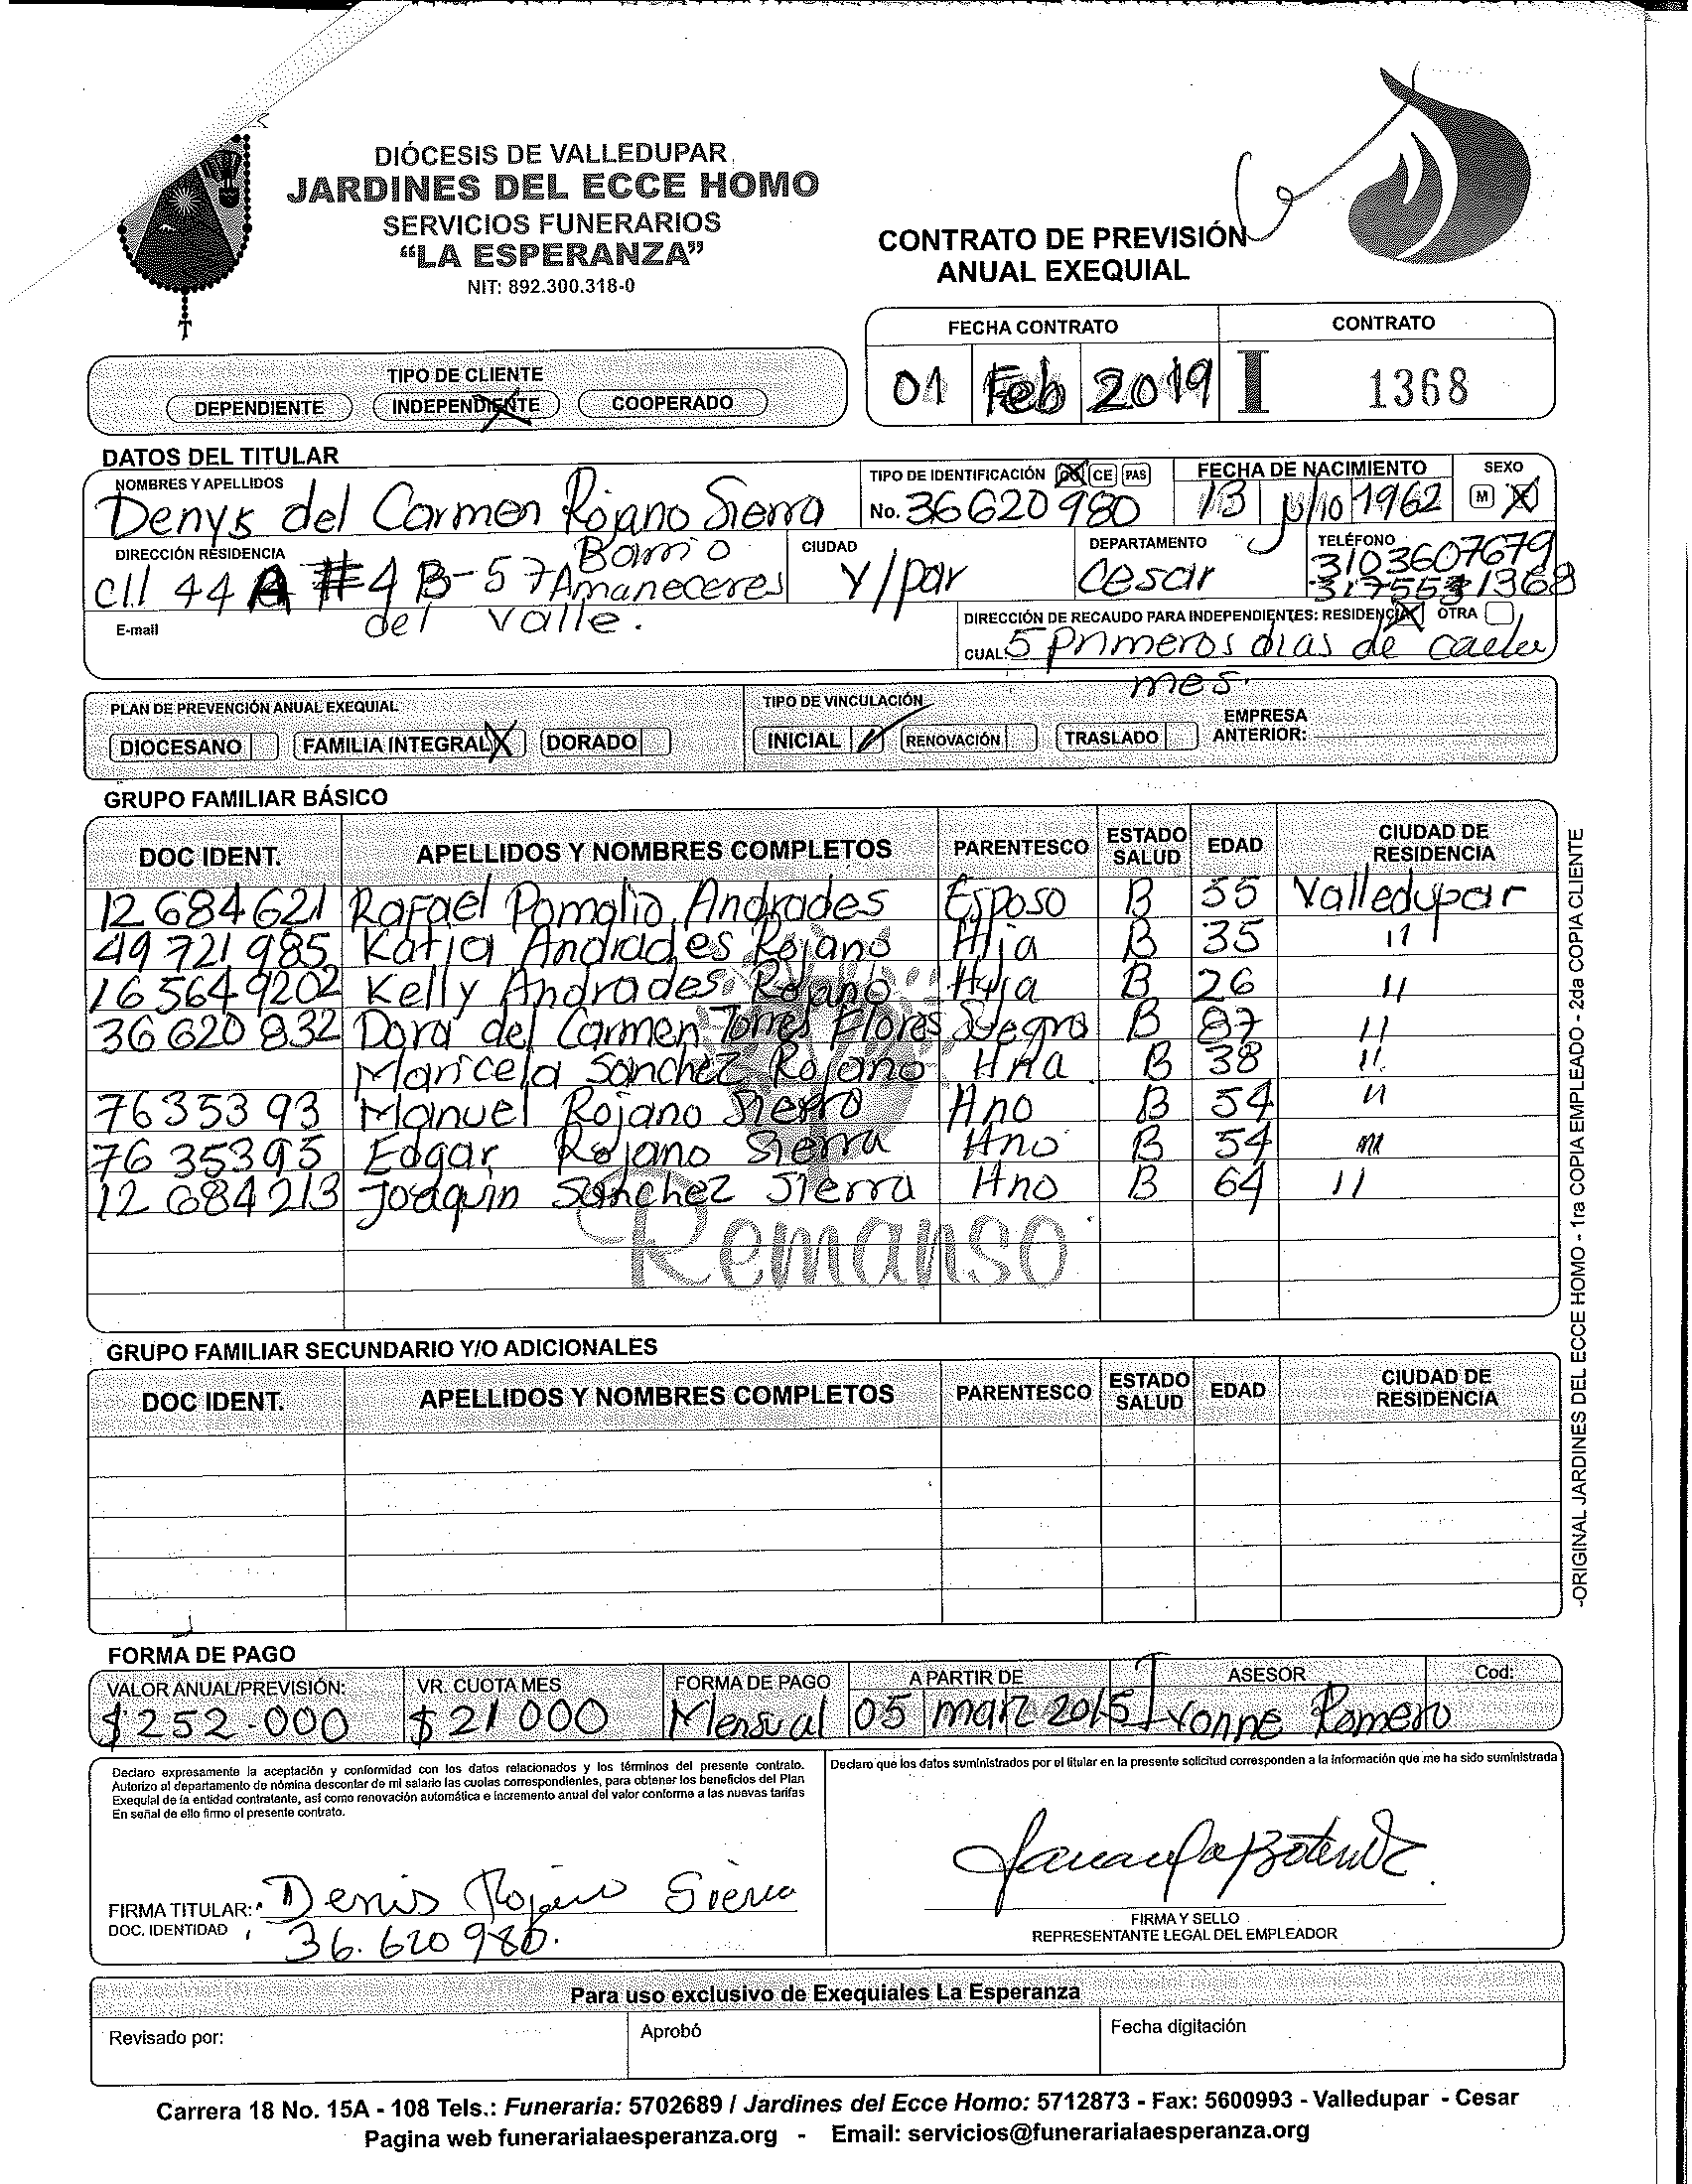 DIÓCESIS DE VALLEDUPAR
JARDINES DEL ECCE HOMO
SERVICIOS FUNERARIOS
“LA ESPERANZA”
NIT: 892.300.318-0
CONTRATO DE PREVISIÓN
ANUAL EXEQUIAL
FECHA CONTRATO CONTRATO
01 Feb 2019 I 1368
TIPO DE CLIENTE
DEPENDIENTE INDEPENDIENTE COOPERADO
DATOS DEL TITULAR
NOMBRES Y APELLIDOS
Denys del Carmen Rojano Sierra
TIPO DE IDENTIFICACIÓN CE PAS
No. 36620980
FECHA DE NACIMIENTO
13 Julio 1962
SEXO
M
DIRECCIÓN RESIDENCIA
Cll 44 A #4B-57 Barrio Amaneceres
del valle.
CIUDAD
V/par
DEPARTAMENTO
Cesar
TELÉFONO
3103607679
E-mail
DIRECCIÓN DE RECAUDO PARA INDEPENDIENTES: RESIDENCIA OTRA
CUAL: 5 primeros dias de cada
mes.
PLAN DE PREVENCIÓN ANUAL EXEQUIAL
DIOCESANO FAMILIA INTEGRAL X DORADO
TIPO DE VINCULACIÓN
INICIAL RENOVACIÓN TRASLADO
EMPRESA
ANTERIOR:
GRUPO FAMILIAR BÁSICO
DOC IDENT. APELLIDOS Y NOMBRES COMPLETOS PARENTESCO ESTADO SALUD EDAD CIUDAD DE RESIDENCIA
12684621 Rafael Andrades Esposo B 55 Valledupar
49721985 Katia Andrades Rojano Hija B 35 "
1656449202 Kelly Andrades Rojano Hija B 26 "
36620832 Dora del Carmen Torres Flores Suegra B 87 "
Maricela Sanchez Rojano Hna B 38 "
7635393 Manuel Rojano Sierra Hno B 54 "
7635395 Edgar Rojano Sierra Hno B 54 "
12684213 Joaquin Sanchez Sierra Hno B 64 "
Remanso
GRUPO FAMILIAR SECUNDARIO Y/O ADICIONALES
DOC IDENT. APELLIDOS Y NOMBRES COMPLETOS PARENTESCO ESTADO SALUD EDAD CIUDAD DE RESIDENCIA
-ORIGINAL JARDINES DEL ECCE HOMO - 1ra COPIA EMPLEADO - 2da COPIA CLIENTE
FORMA DE PAGO
VALOR ANUAL/PREVISIÓN: VR. CUOTA MES FORMA DE PAGO A PARTIR DE ASESOR Cod:
$252.000 $21000 Mensual 05 marz 2015 Ivonne Romero
Declaro expresamente la aceptación y conformidad con los datos relacionados y los términos del presente contrato.
Autorizo al departamento de nómina descontar de mi salario las cuotas correspondientes, para obtener los beneficios del Plan
Exequial de la entidad contratante, así como renovación automática e incremento anual del valor conforme a las nuevas tarifas
En señal de ello firmo el presente contrato.
Declaro que los datos suministrados por el titular en la presente solicitud corresponden a la información que me ha sido suministrada
FIRMA TITULAR: Denis Rojano Sierra
DOC. IDENTIDAD 36.620980.
FIRMA Y SELLO
REPRESENTANTE LEGAL DEL EMPLEADOR
Para uso exclusivo de Exequiales La Esperanza
Revisado por: Aprobó Fecha digitación
Carrera 18 No. 15A - 108 Tels.: Funeraria: 5702689 / Jardines del Ecce Homo: 5712873 - Fax: 5600993 - Valledupar - Cesar
Pagina web funerarialaesperanza.org - Email: servicios@funerarialaesperanza.org